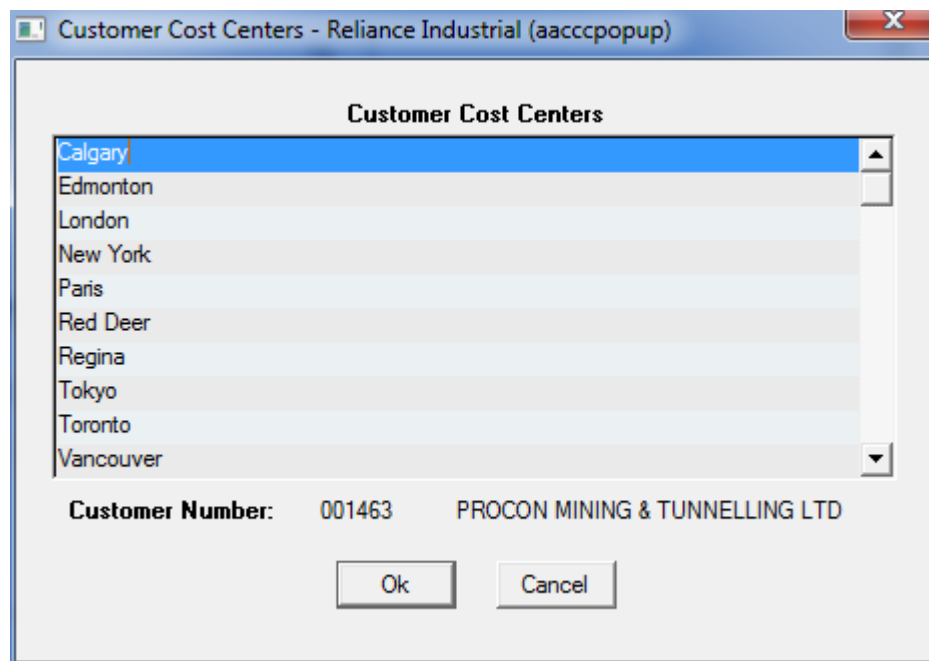 Customer Cost Centers - Reliance Industrial (aacccpopup)
Customer Cost Centers
Calgary
Edmonton
London
New York
Paris
Red Deer
Regina
Tokyo
Toronto
Vancouver
Customer Number: 001463 PROCON MINING & TUNNELLING LTD
Ok Cancel